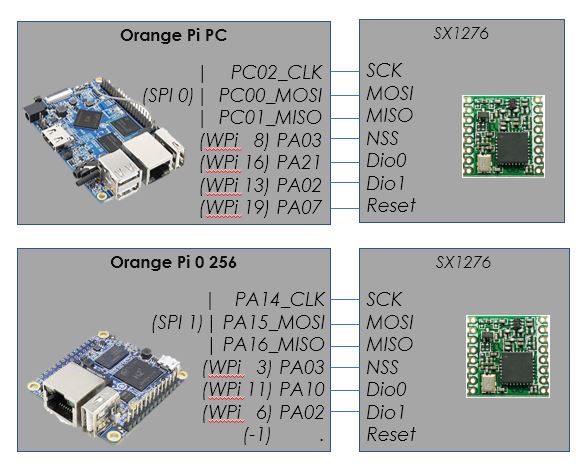 Orange Pi PC SX1276
| PC02_CLK SCK
(SPI 0) | PC00_MOSI MOSI
| PC01_MISO MISO
(WPi 8) PA03 NSS
(WPi 16) PA21 Dio0
(WPi 13) PA02 Dio1
(WPi 19) PA07 Reset
Orange Pi 0 256 SX1276
| PA14_CLK SCK
(SPI 1) | PA15_MOSI MOSI
| PA16_MISO MISO
(WPi 3) PA03 NSS
(WPi 11) PA10 Dio0
(WPi 6) PA02 Dio1
(-1) . Reset